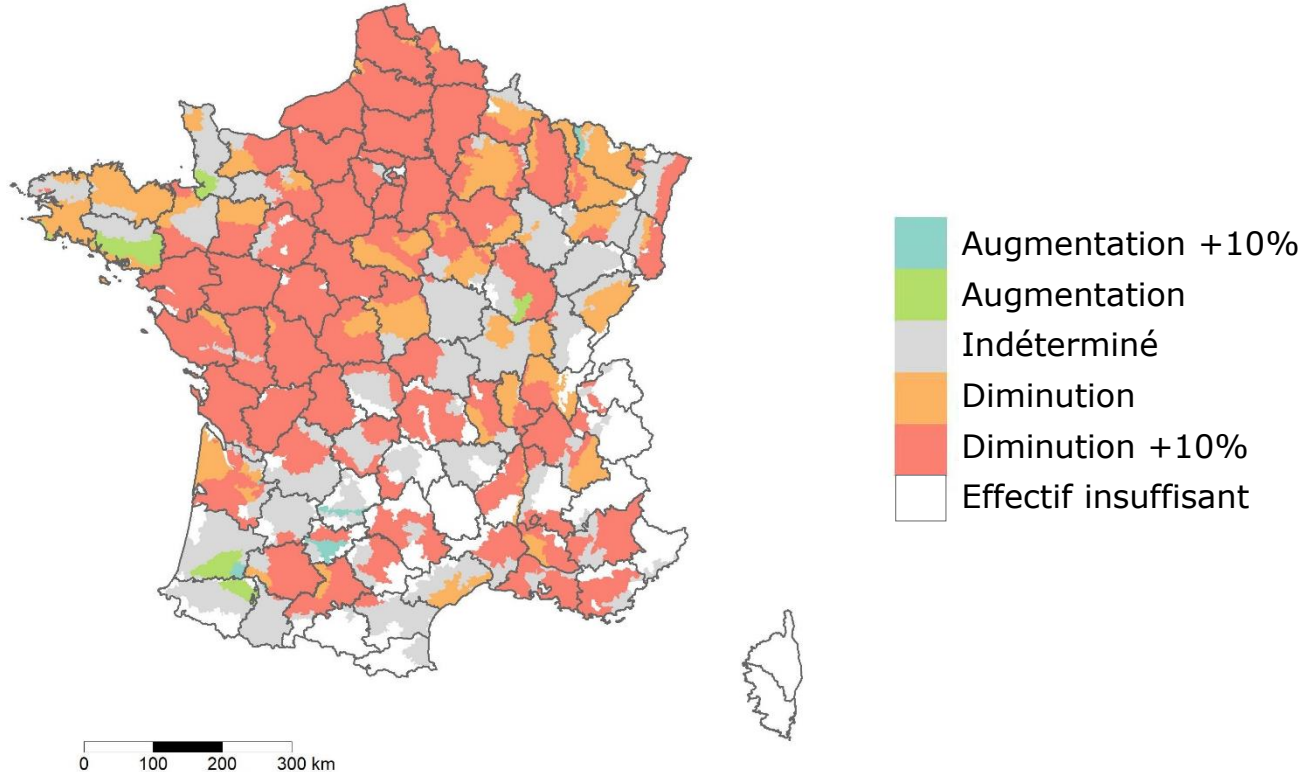 Augmentation +10%
Augmentation
Indéterminé
Diminution
Diminution +10%
Effectif insuffisant
0 100 200 300 km